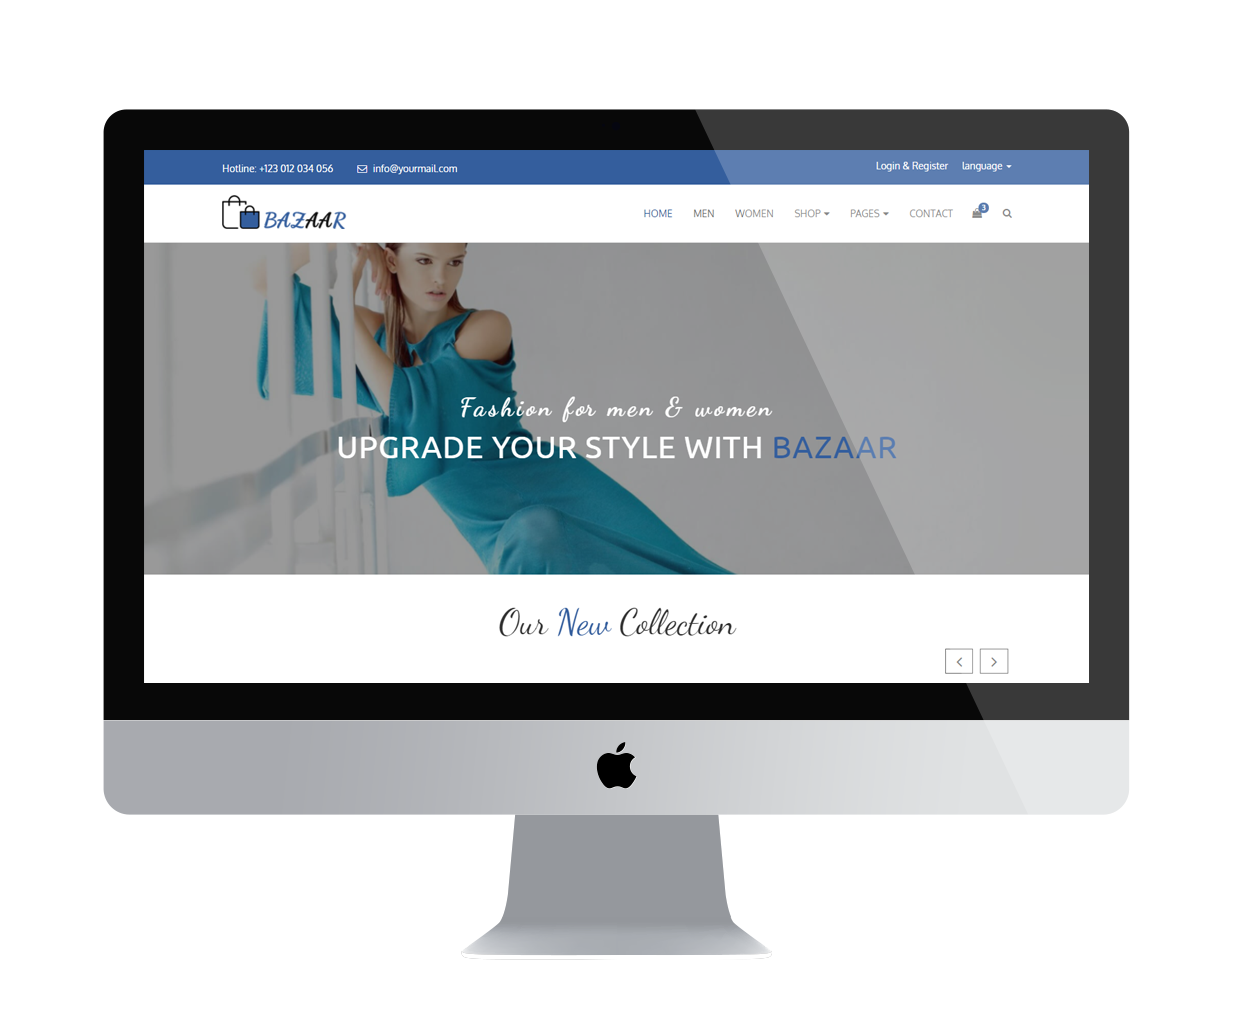 Hotline: +123 012 034 056 info@yourmail.com Login & Register language
BAZAAR HOME MEN WOMEN SHOP PAGES CONTACT 3
Fashion for men & women
UPGRADE YOUR STYLE WITH BAZAAR
Our New Collection